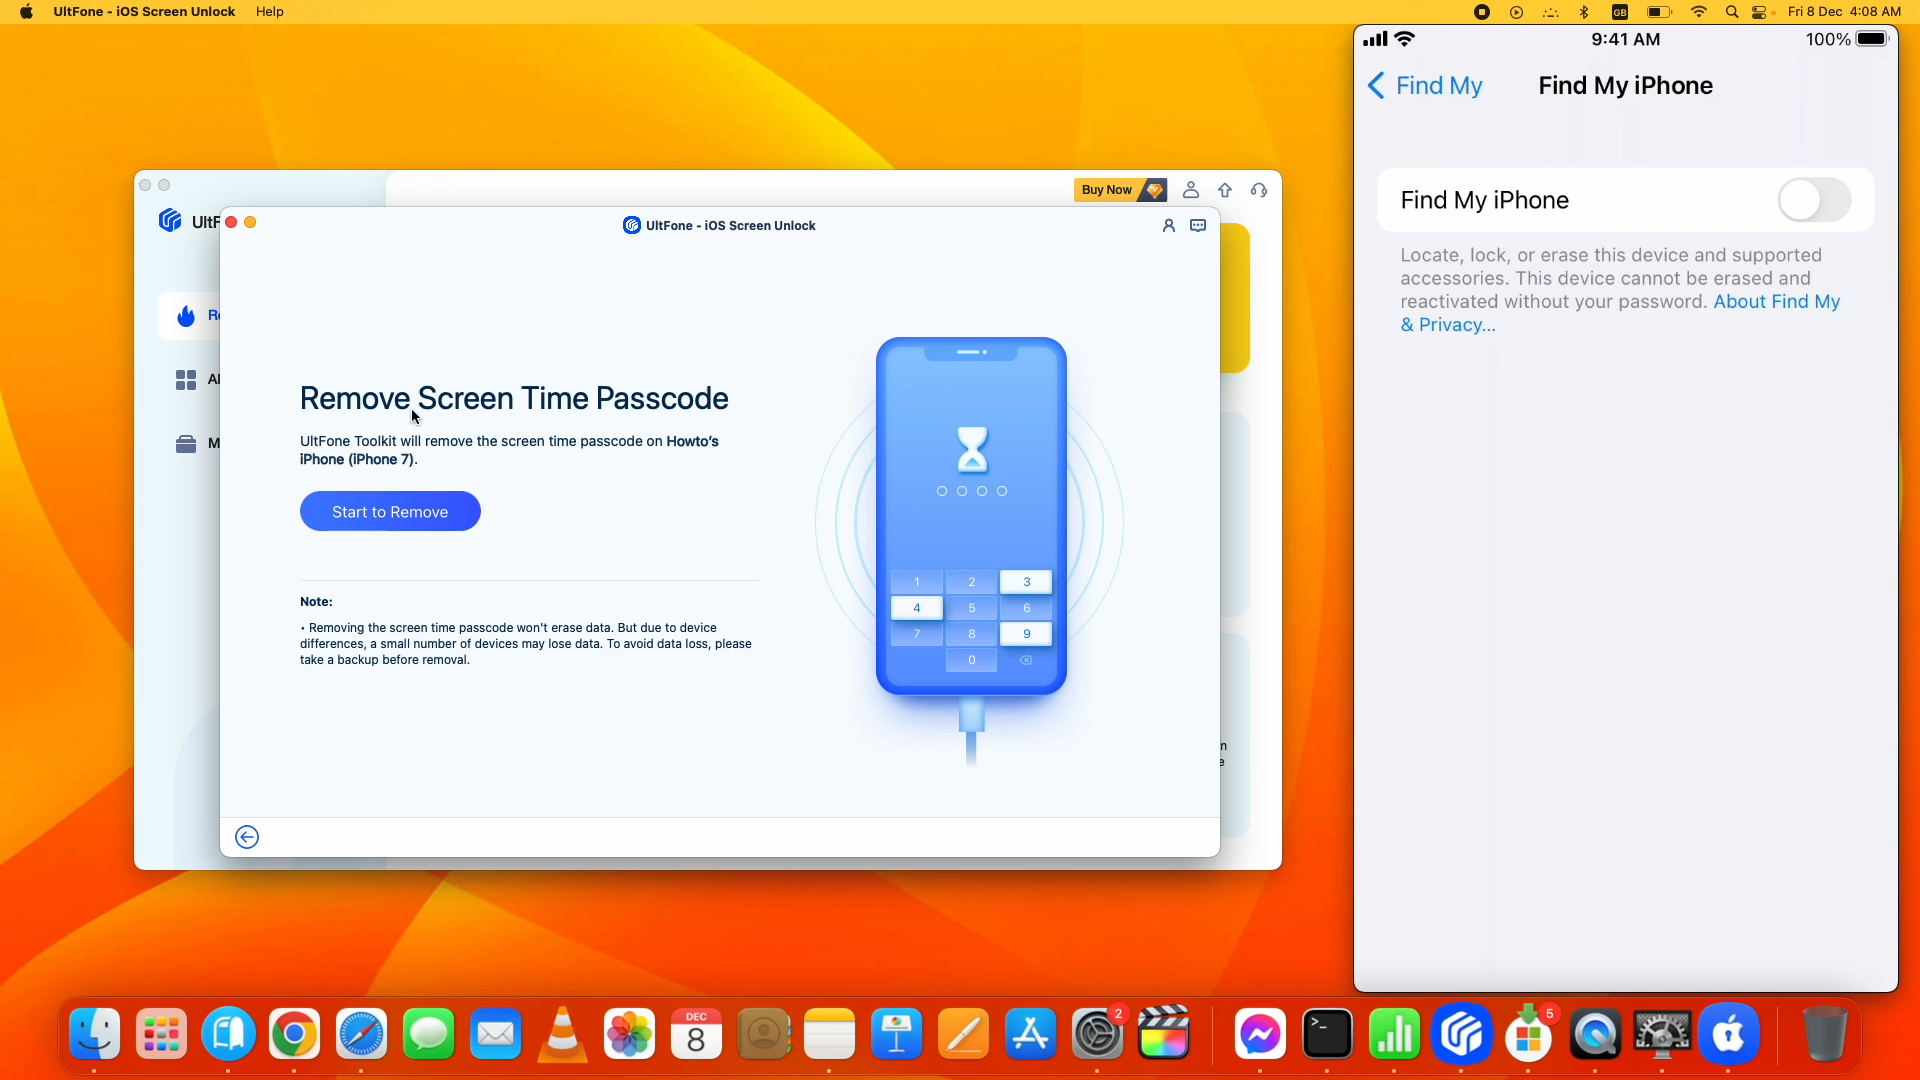 UltFone - iOS Screen Unlock Help
GB
Fri 8 Dec 4:08 AM
9:41 AM
100%
Find My
Find My iPhone
Find My iPhone
Locate, lock, or erase this device and supported
accessories. This device cannot be erased and
reactivated without your password. About Find My
& Privacy...
Buy Now
UltF
UltFone - iOS Screen Unlock
Remove Screen Time Passcode
UltFone Toolkit will remove the screen time passcode on Howto's
iPhone (iPhone 7).
Start to Remove
Note:
• Removing the screen time passcode won't erase data. But due to device
differences, a small number of devices may lose data. To avoid data loss, please
take a backup before removal.
1 2 3
4 5 6
7 8 9
0
n
e
DEC
8
2
5